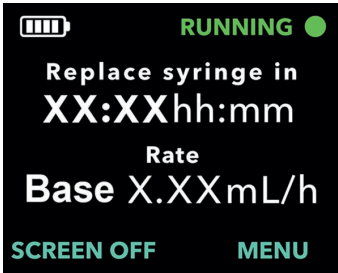 RUNNING
Replace syringe in
XX:XXhh:mm
Rate
Base X.XXmL/h
SCREEN OFF MENU